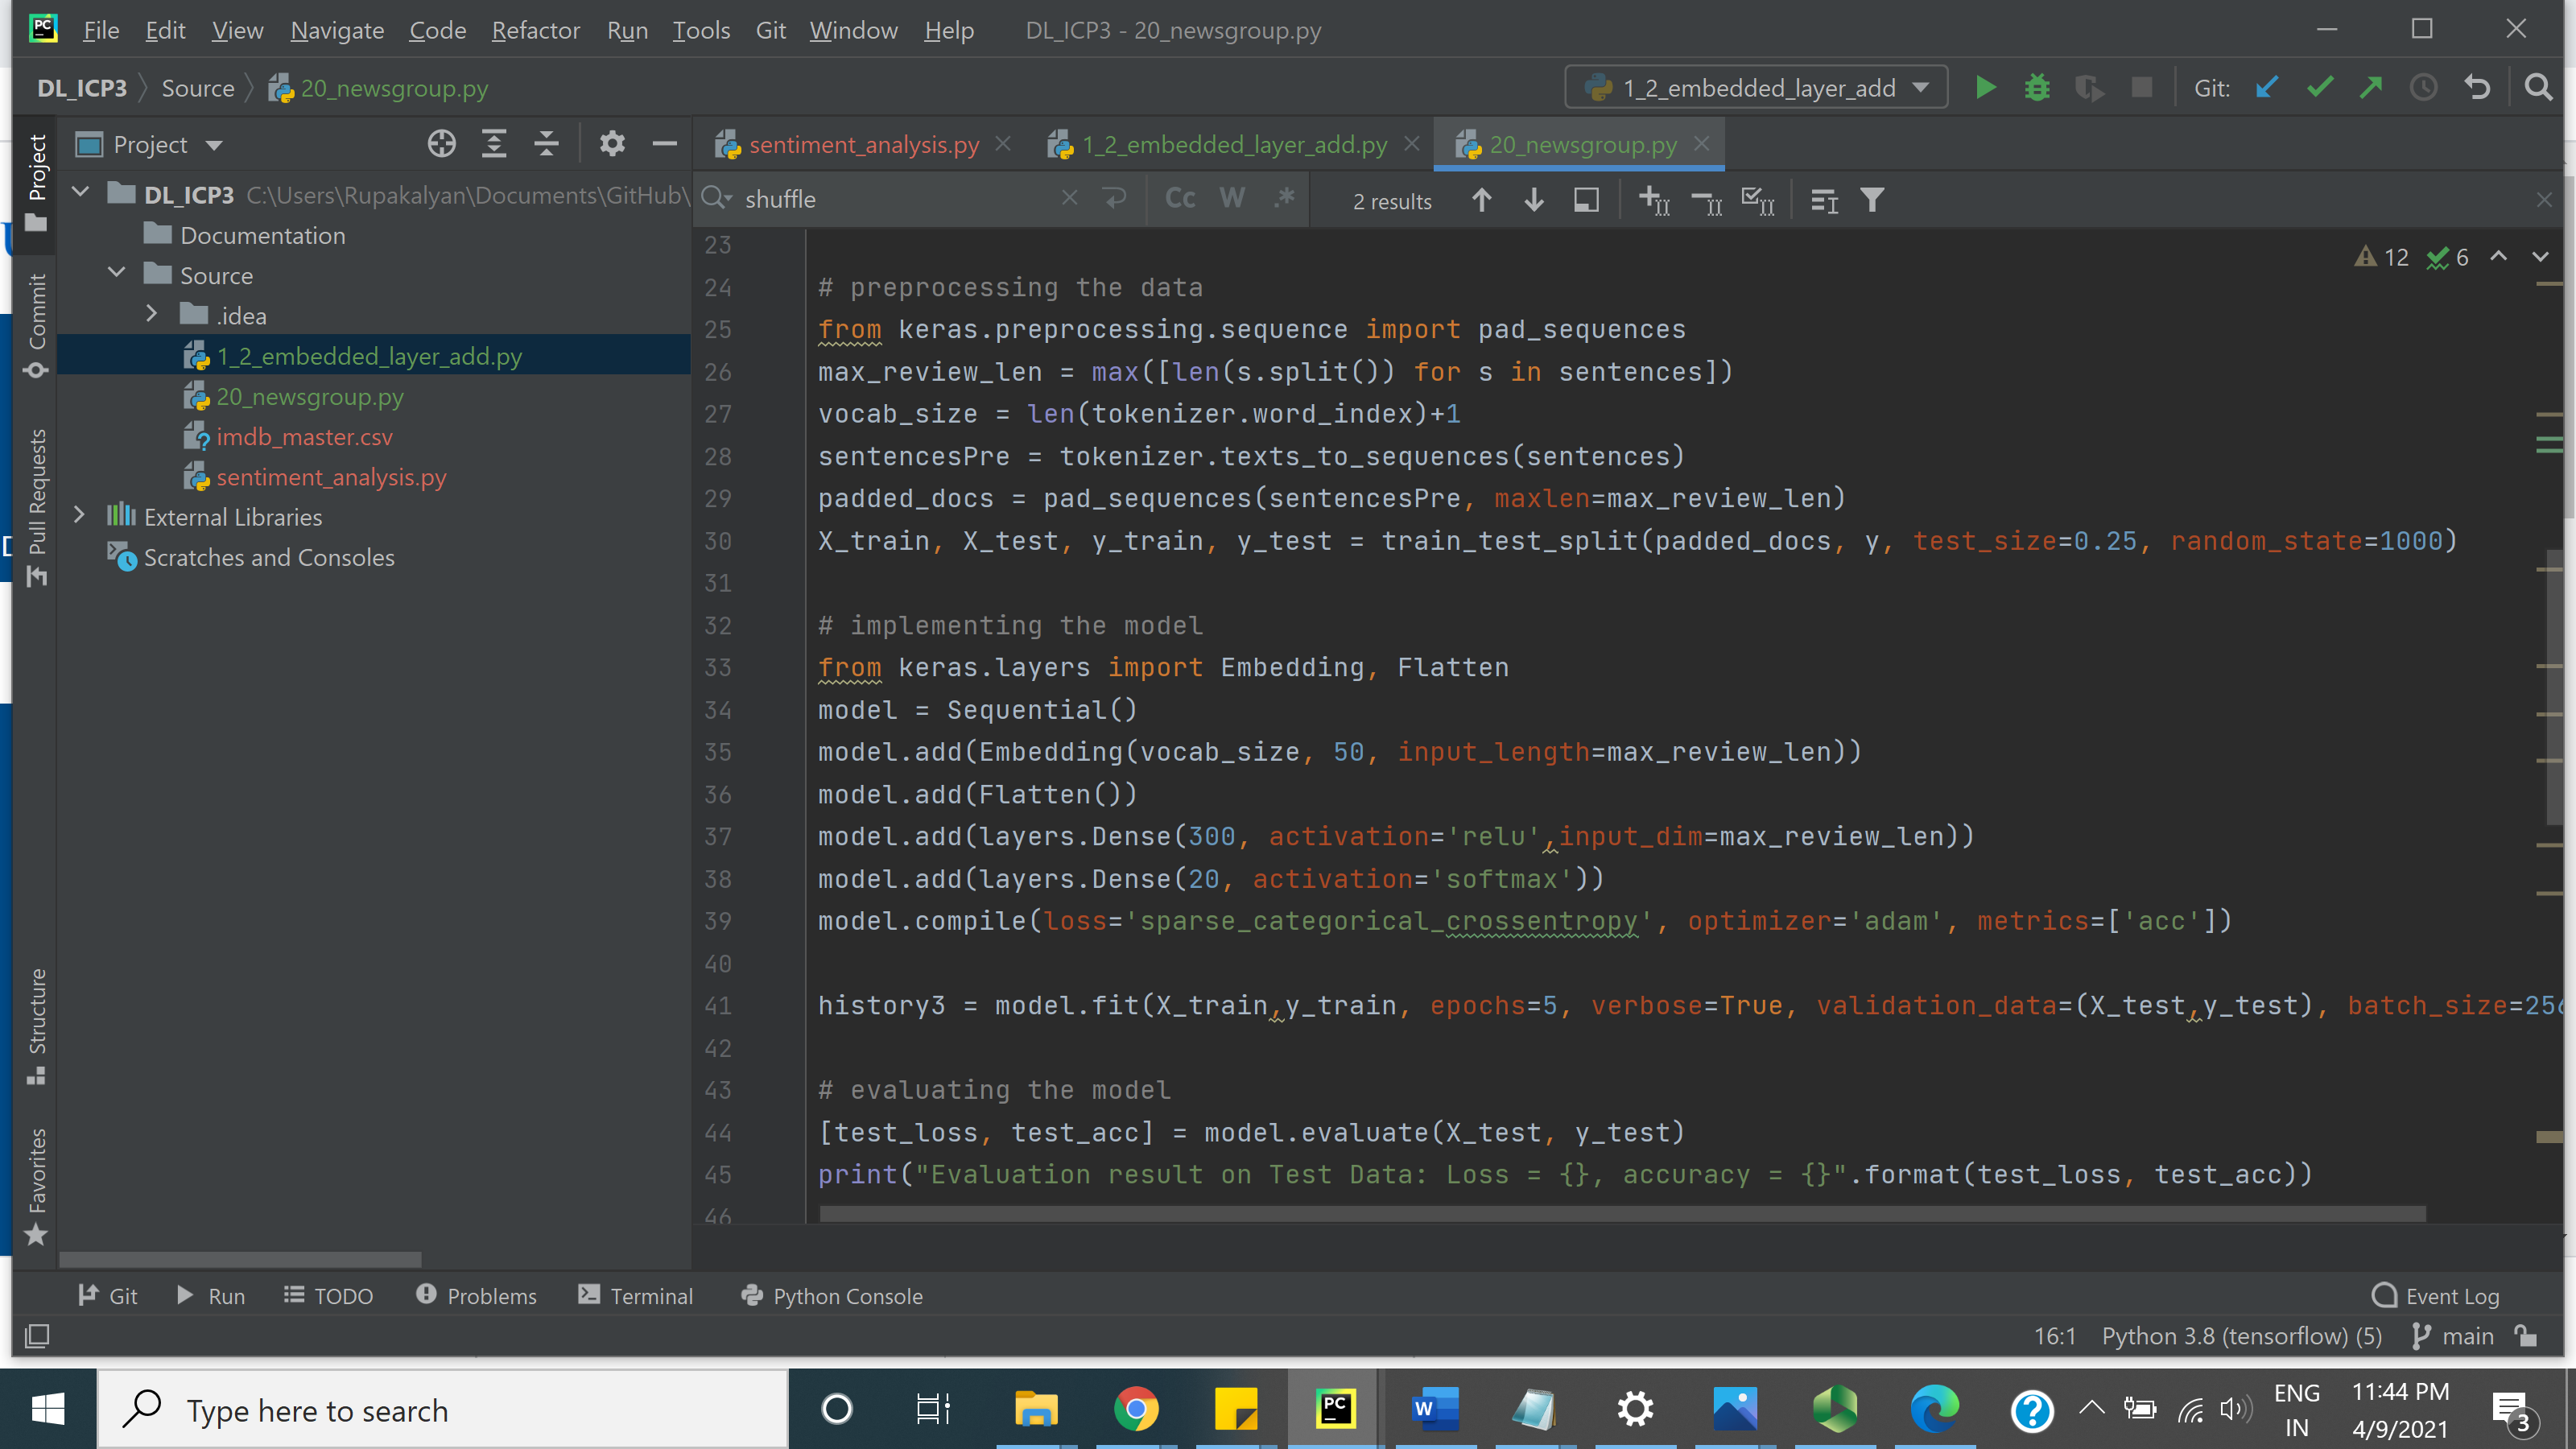 File Edit View Navigate Code Refactor Run Tools Git Window Help DL_ICP3 - 20_newsgroup.py
DL_ICP3 Source 20_newsgroup.py 1_2_embedded_layer_add Git:
Project sentiment_analysis.py 1_2_embedded_layer_add.py 20_newsgroup.py
shuffle Cc W .* 2 results
12 6
Project
Commit
Pull Requests
Structure
Favorites
DL_ICP3 C:\Users\Rupakalyan\Documents\GitHub\
Documentation
Source
.idea
1_2_embedded_layer_add.py
20_newsgroup.py
imdb_master.csv
sentiment_analysis.py
External Libraries
Scratches and Consoles
23
24 # preprocessing the data
25 from keras.preprocessing.sequence import pad_sequences
26 max_review_len = max([len(s.split()) for s in sentences])
27 vocab_size = len(tokenizer.word_index)+1
28 sentencesPre = tokenizer.texts_to_sequences(sentences)
29 padded_docs = pad_sequences(sentencesPre, maxlen=max_review_len)
30 X_train, X_test, y_train, y_test = train_test_split(padded_docs, y, test_size=0.25, random_state=1000)
31
32 # implementing the model
33 from keras.layers import Embedding, Flatten
34 model = Sequential()
35 model.add(Embedding(vocab_size, 50, input_length=max_review_len))
36 model.add(Flatten())
37 model.add(layers.Dense(300, activation='relu',input_dim=max_review_len))
38 model.add(layers.Dense(20, activation='softmax'))
39 model.compile(loss='sparse_categorical_crossentropy', optimizer='adam', metrics=['acc'])
40
41 history3 = model.fit(X_train,y_train, epochs=5, verbose=True, validation_data=(X_test,y_test), batch_size=256
42
43 # evaluating the model
44 [test_loss, test_acc] = model.evaluate(X_test, y_test)
45 print("Evaluation result on Test Data: Loss = {}, accuracy = {}".format(test_loss, test_acc))
46
Git Run TODO Problems Terminal Python Console Event Log
16:1 Python 3.8 (tensorflow) (5) main
Type here to search
PC
W
ENG
IN
11:44 PM
4/9/2021
3